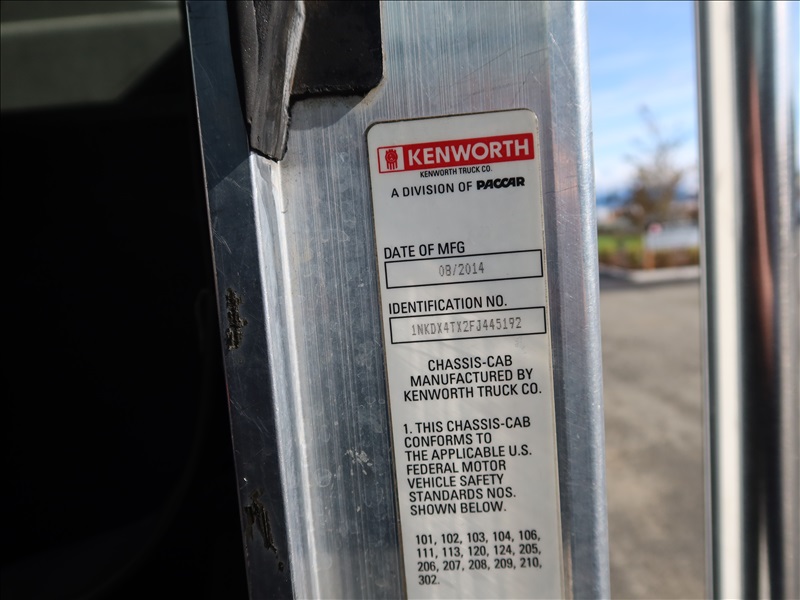 KENWORTH
KENWORTH TRUCK CO.
A DIVISION OF PACCAR
DATE OF MFG
08/2014
IDENTIFICATION NO.
1NKDX4TX2FJ445192
CHASSIS-CAB
MANUFACTURED BY
KENWORTH TRUCK CO.
1. THIS CHASSIS-CAB
CONFORMS TO
THE APPLICABLE U.S.
FEDERAL MOTOR
VEHICLE SAFETY
STANDARDS NOS.
SHOWN BELOW.
101, 102, 103, 104, 106,
111, 113, 120, 124, 205,
206, 207, 208, 209, 210,
302.